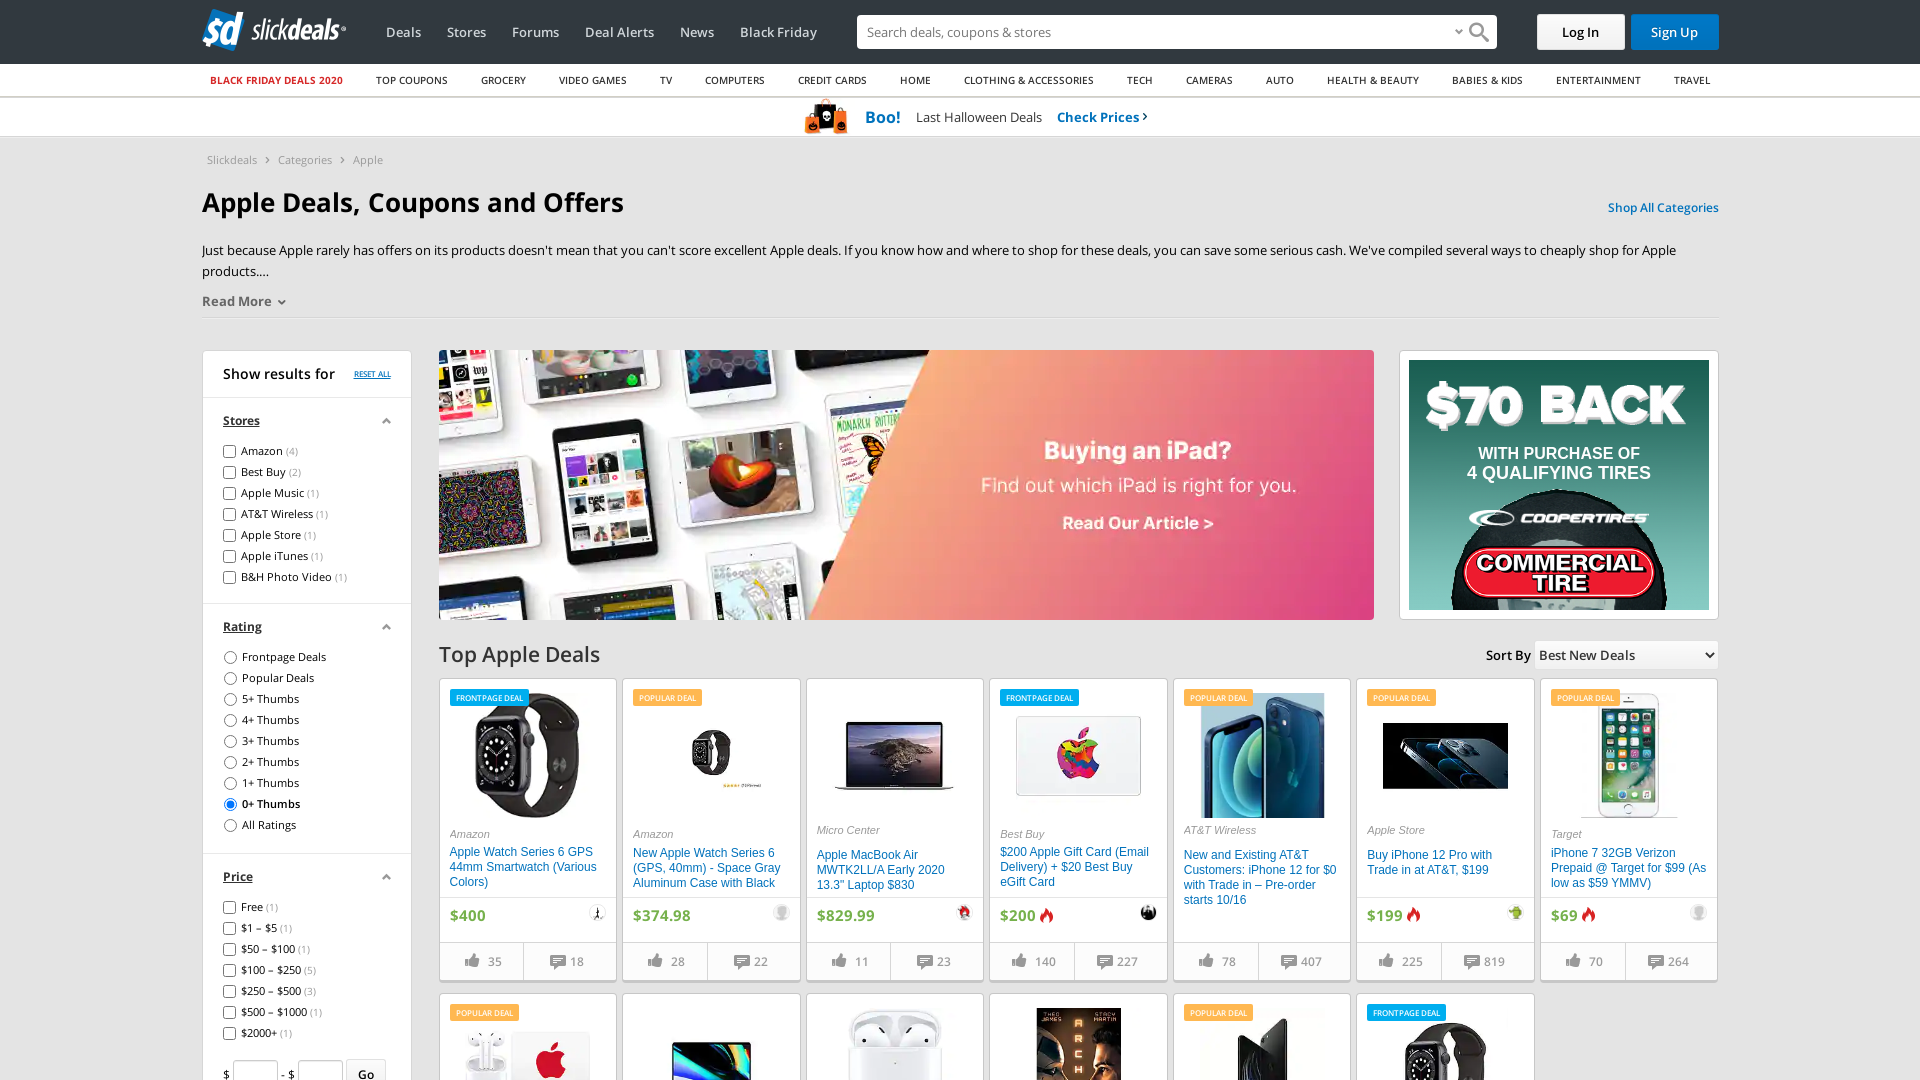 slickdeals
Deals
Stores
Forums
Deal Alerts
News
Black Friday
Search deals, coupons & stores
Log In
Sign Up
BLACK FRIDAY DEALS 2020
TOP COUPONS
GROCERY
VIDEO GAMES
TV
COMPUTERS
CREDIT CARDS
HOME
CLOTHING & ACCESSORIES
TECH
CAMERAS
AUTO
HEALTH & BEAUTY
BABIES & KIDS
ENTERTAINMENT
TRAVEL
Boo! Last Halloween Deals Check Prices
Slickdeals > Categories > Apple
Apple Deals, Coupons and Offers
Shop All Categories
Just because Apple rarely has offers on its products doesn't mean that you can't score excellent Apple deals. If you know how and where to shop for these deals, you can save some serious cash. We've compiled several ways to cheaply shop for Apple
products....
Read More
Show results for
RESET ALL
Stores
Amazon (4)
Best Buy (2)
Apple Music (1)
AT&T Wireless (1)
Apple Store (1)
Apple iTunes (1)
B&H Photo Video (1)
Rating
Frontpage Deals
Popular Deals
5+ Thumbs
4+ Thumbs
3+ Thumbs
2+ Thumbs
1+ Thumbs
0+ Thumbs
All Ratings
Price
Free (1)
$1 – $5 (1)
$50 – $100 (1)
$100 – $250 (5)
$250 – $500 (3)
$500 – $1000 (1)
$2000+ (1)
$ - $ Go
Buying an iPad?
Find out which iPad is right for you.
Read Our Article >
$70 BACK
WITH PURCHASE OF
4 QUALIFYING TIRES
COOPERTIRES
COMMERCIAL
TIRE
Top Apple Deals
Sort By Best New Deals
FRONTPAGE DEAL
Amazon
Apple Watch Series 6 GPS
44mm Smartwatch (Various
Colors)
$400
35
18
POPULAR DEAL
Amazon
New Apple Watch Series 6
(GPS, 40mm) - Space Gray
Aluminum Case with Black
$374.98
28
22
Micro Center
Apple MacBook Air
MWTK2LL/A Early 2020
13.3" Laptop $830
$829.99
11
23
FRONTPAGE DEAL
Best Buy
$200 Apple Gift Card (Email
Delivery) + $20 Best Buy
eGift Card
$200
140
227
POPULAR DEAL
AT&T Wireless
New and Existing AT&T
Customers: iPhone 12 for $0
with Trade in – Pre-order
starts 10/16
78
407
POPULAR DEAL
Apple Store
Buy iPhone 12 Pro with
Trade in at AT&T, $199
$199
225
819
POPULAR DEAL
Target
iPhone 7 32GB Verizon
Prepaid @ Target for $99 (As
low as $59 YMMV)
$69
70
264
POPULAR DEAL
THEO
JAMES
STACY
MARTIN
ARCH
POPULAR DEAL
FRONTPAGE DEAL